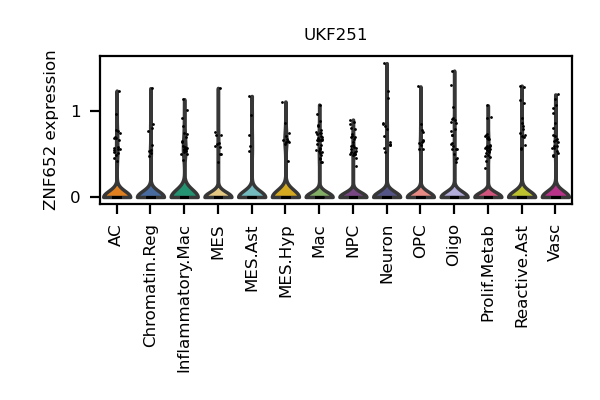 UKF251
ZNF652 expression
1
0
AC
Chromatin.Reg
Inflammatory.Mac
MES
MES.Ast
MES.Hyp
Mac
NPC
Neuron
OPC
Oligo
Prolif.Metab
Reactive.Ast
Vasc